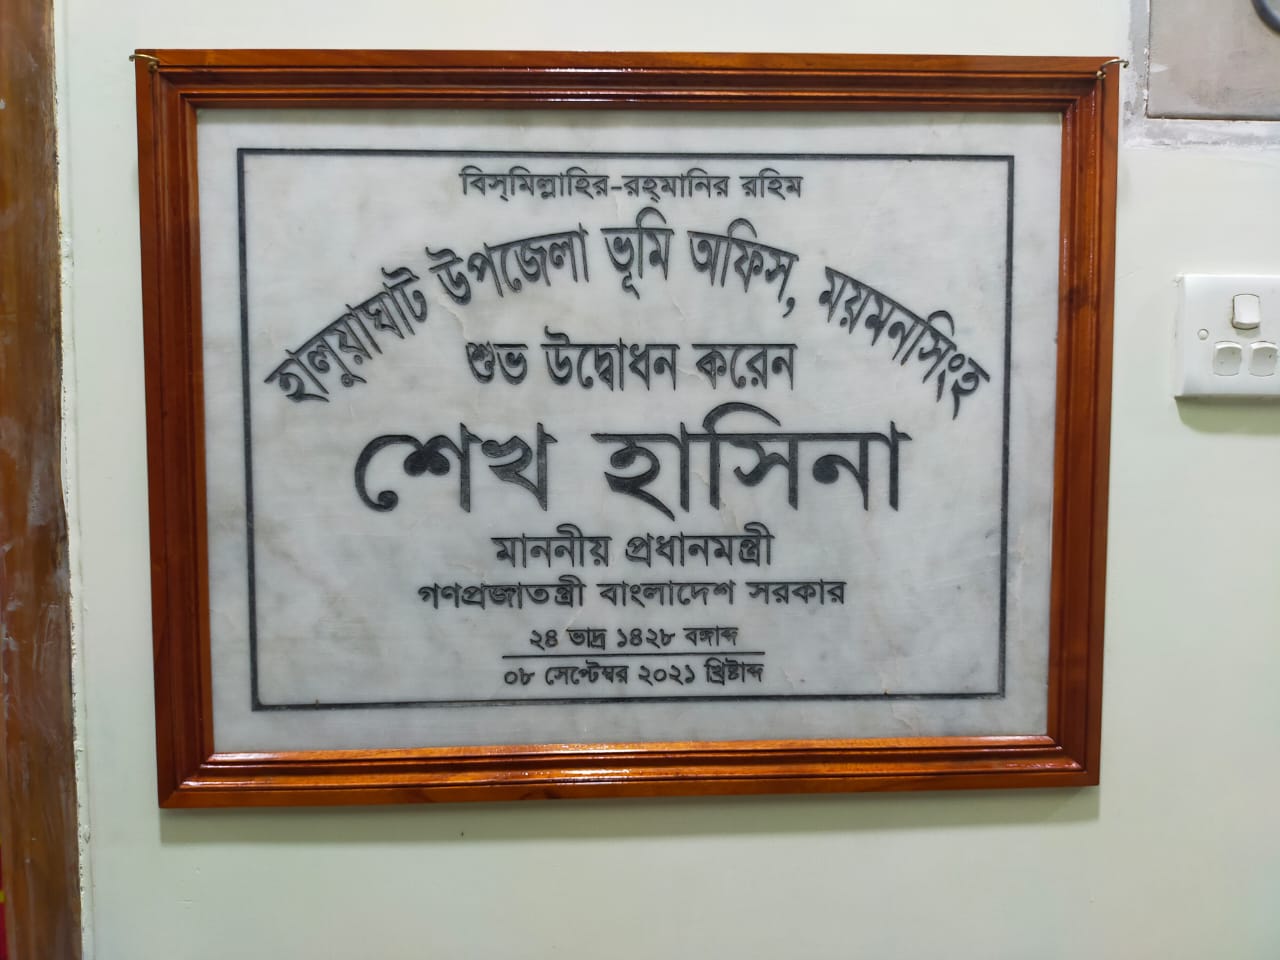 বিস্‌মিল্লাহির-রহ্‌মানির রহিম
হালুয়াঘাট উপজেলা ভূমি অফিস, ময়মনসিংহ
শুভ উদ্বোধন করেন
শেখ হাসিনা
মাননীয় প্রধানমন্ত্রী
গণপ্রজাতন্ত্রী বাংলাদেশ সরকার
২৪ ভাদ্র ১৪২৮ বঙ্গাব্দ
০৮ সেপ্টেম্বর ২০২১ খ্রিষ্টাব্দ